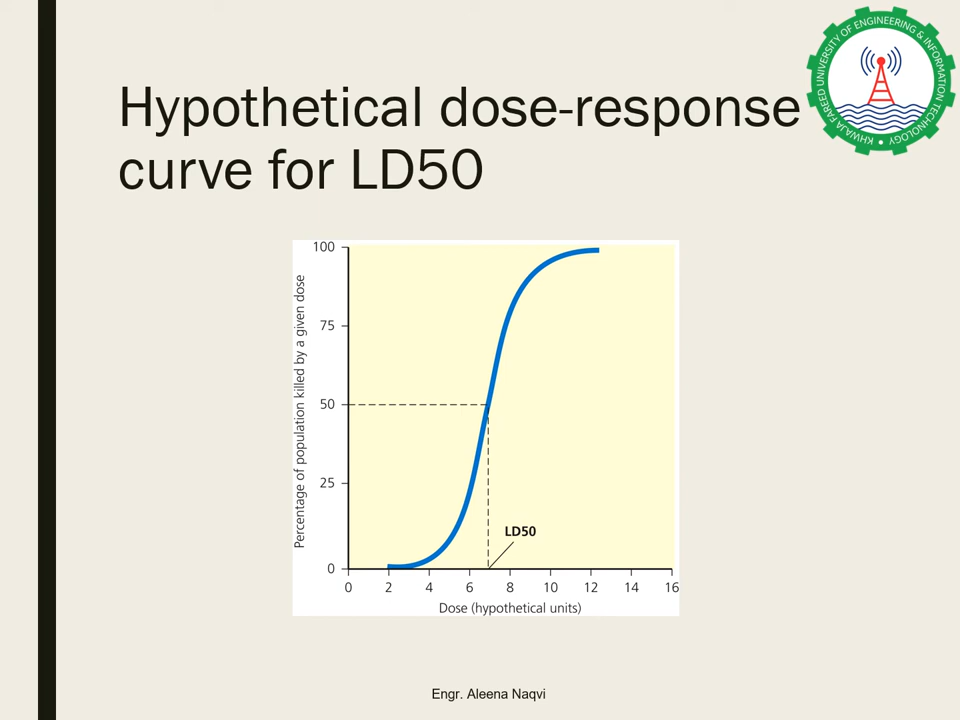 Hypothetical dose-response
curve for LD50
KHWAJA FAREED UNIVERSITY OF ENGINEERING & INFORMATION TECHNOLOGY
Percentage of population killed by a given dose
100
75
50
25
0
LD50
0 2 4 6 8 10 12 14 16
Dose (hypothetical units)
Engr. Aleena Naqvi